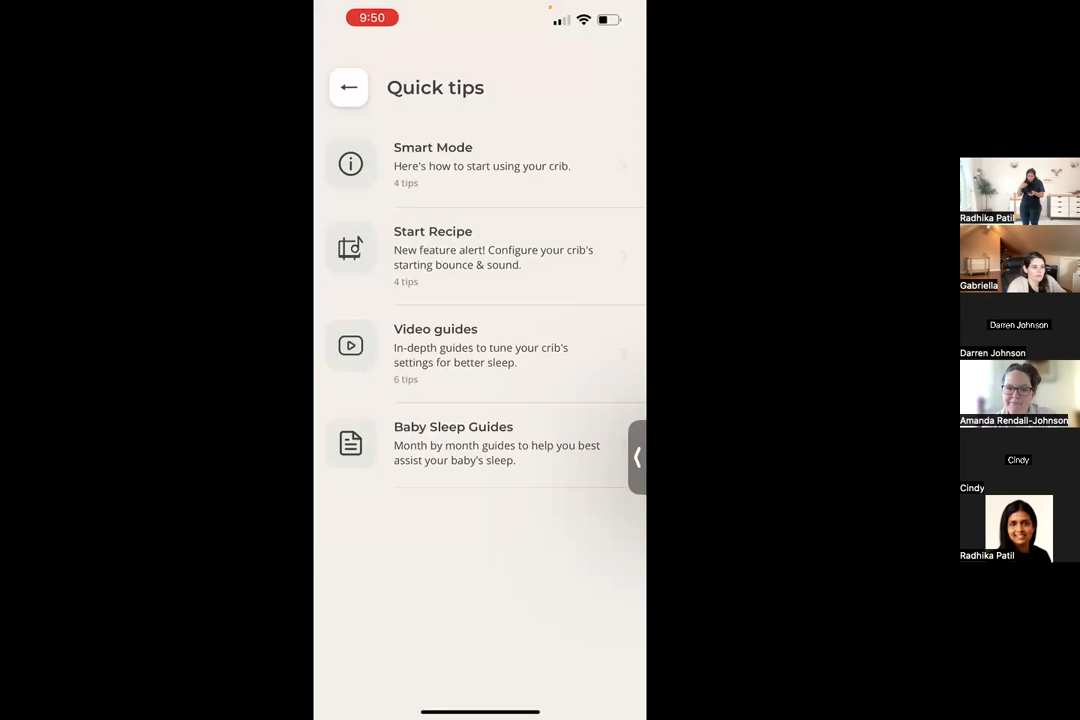 9:50
Quick tips
Smart Mode
Here's how to start using your crib.
4 tips
Start Recipe
New feature alert! Configure your crib's
starting bounce & sound.
4 tips
Video guides
In-depth guides to tune your crib's
settings for better sleep.
6 tips
Baby Sleep Guides
Month by month guides to help you best
assist your baby's sleep.
Radhika Patil
Gabriella
Darren Johnson
Darren Johnson
Amanda Rendall-Johnson
Cindy
Cindy
Radhika Patil